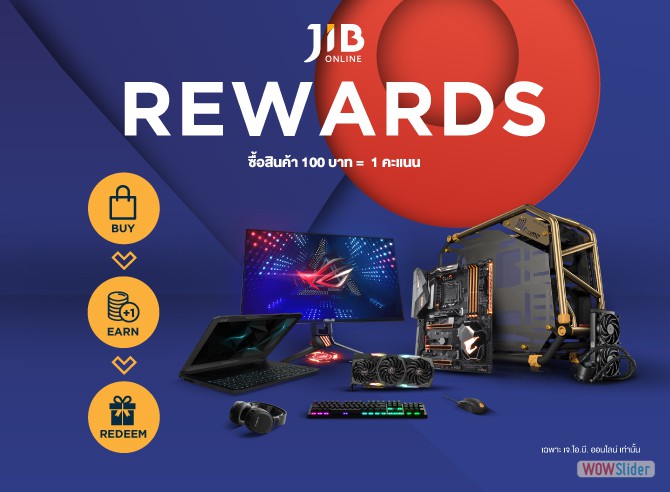 JIB
ONLINE
REWARDS
ซื้อสินค้า 100 บาท = 1 คะแนน
BUY
+1
EARN
REDEEM
เฉพาะ เจ.ไอ.บี. ออนไลน์ เท่านั้น
WOWSlider